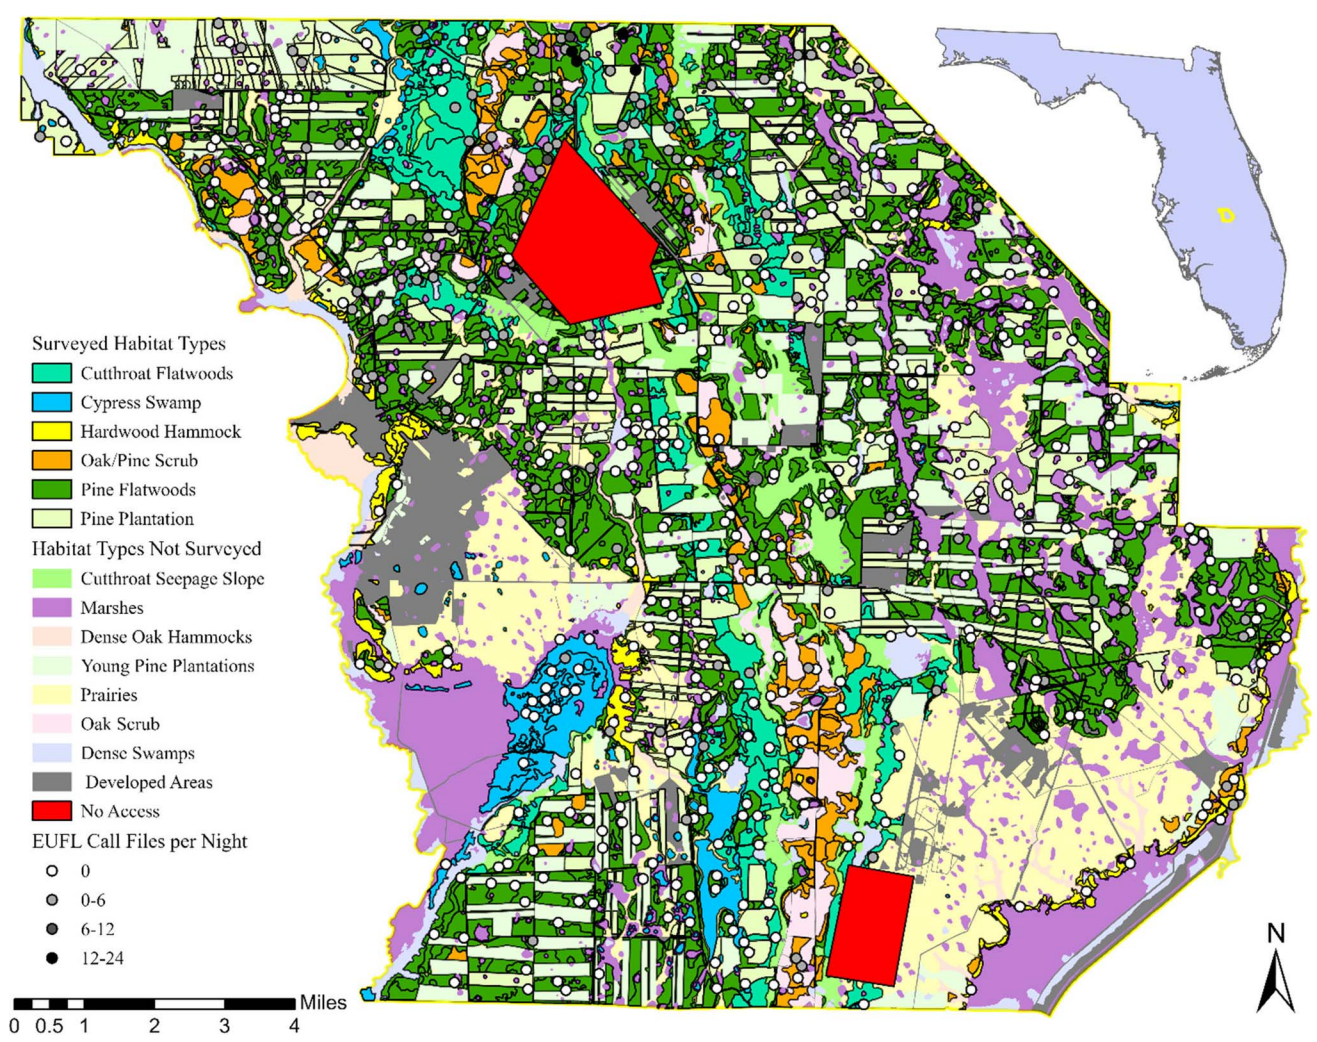 Surveyed Habitat Types
Cutthroat Flatwoods
Cypress Swamp
Hardwood Hammock
Oak/Pine Scrub
Pine Flatwoods
Pine Plantation
Habitat Types Not Surveyed
Cutthroat Seepage Slope
Marshes
Dense Oak Hammocks
Young Pine Plantations
Prairies
Oak Scrub
Dense Swamps
Developed Areas
No Access
EUFL Call Files per Night
0
0-6
6-12
12-24
N
Miles
0 0.5 1 2 3 4